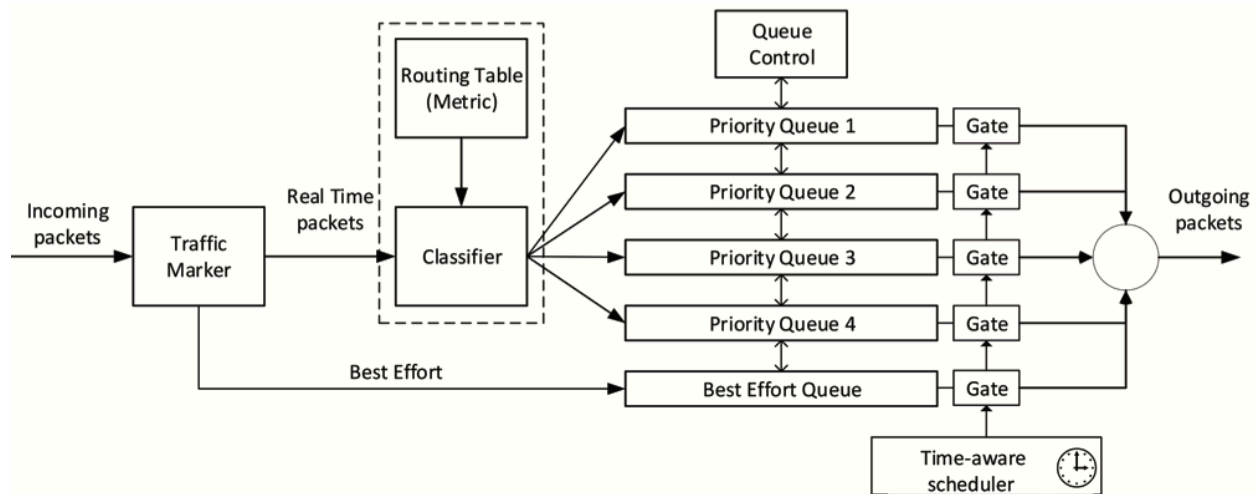 Queue
Control
Routing Table
(Metric)
Priority Queue 1
Gate
Priority Queue 2
Gate
Incoming
packets
Real Time
packets
Outgoing
packets
Traffic
Marker
Classifier
Priority Queue 3
Gate
Priority Queue 4
Gate
Best Effort
Best Effort Queue
Gate
Time-aware
scheduler